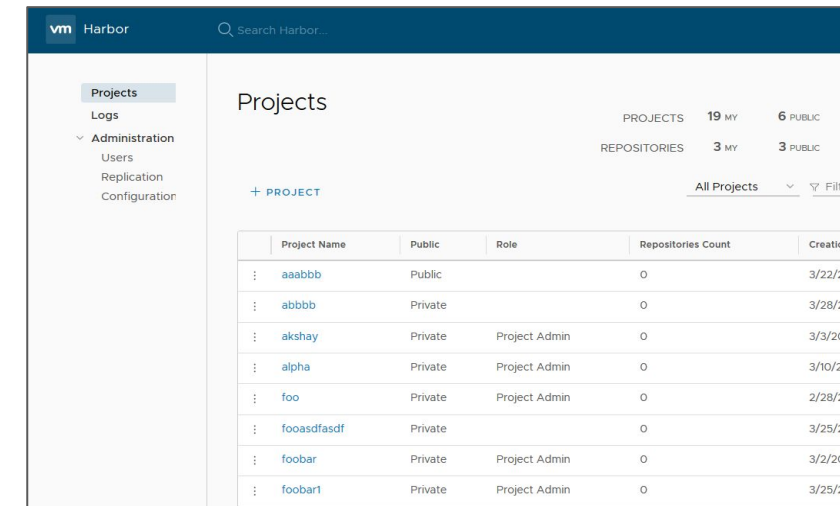 vm Harbor Search Harbor...
Projects
Logs
Administration
Users
Replication
Configuration
Projects
PROJECTS 19 MY 6 PUBLIC
REPOSITORIES 3 MY 3 PUBLIC
+ PROJECT
All Projects
Project Name Public Role Repositories Count
aaabbb Public 0
abbbb Private 0
akshay Private Project Admin 0
alpha Private Project Admin 0
foo Private Project Admin 0
fooasdfasdf Private 0
foobar Private Project Admin 0
foobar1 Private Project Admin 0